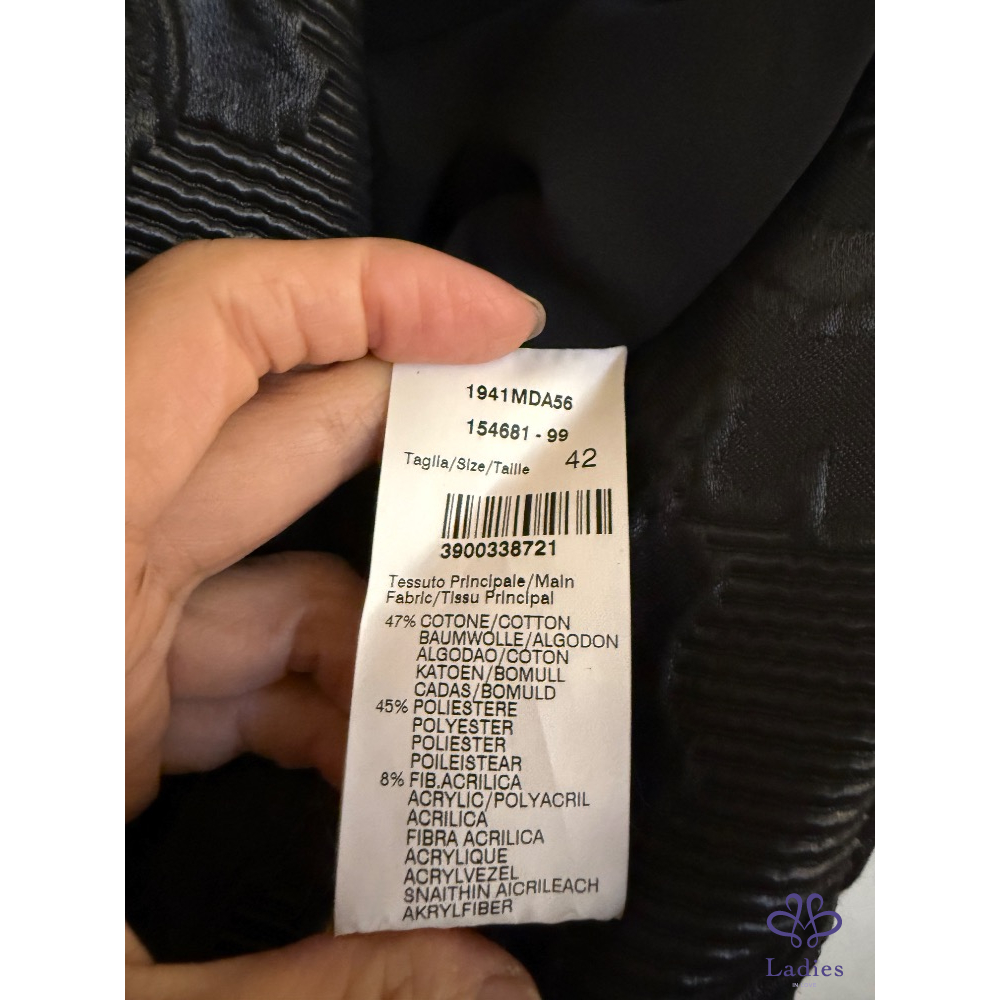 1941MDA56
154681 - 99
Taglia/Size/Taille 42
3900338721
Tessuto Principale/Main
Fabric/Tissu Principal
47% COTONE/COTTON
BAUMWOLLE/ALGODON
ALGODAO/COTON
KATOEN/BOMULL
CADAS/BOMULD
45% POLIESTERE
POLYESTER
POLIESTER
POILEISTEAR
8% FIB.ACRILICA
ACRYLIC/POLYACRIL
ACRILICA
FIBRA ACRILICA
ACRYLIQUE
ACRYLVEZEL
SNAITHIN AICRILEACH
AKRYLFIBER
Ladies